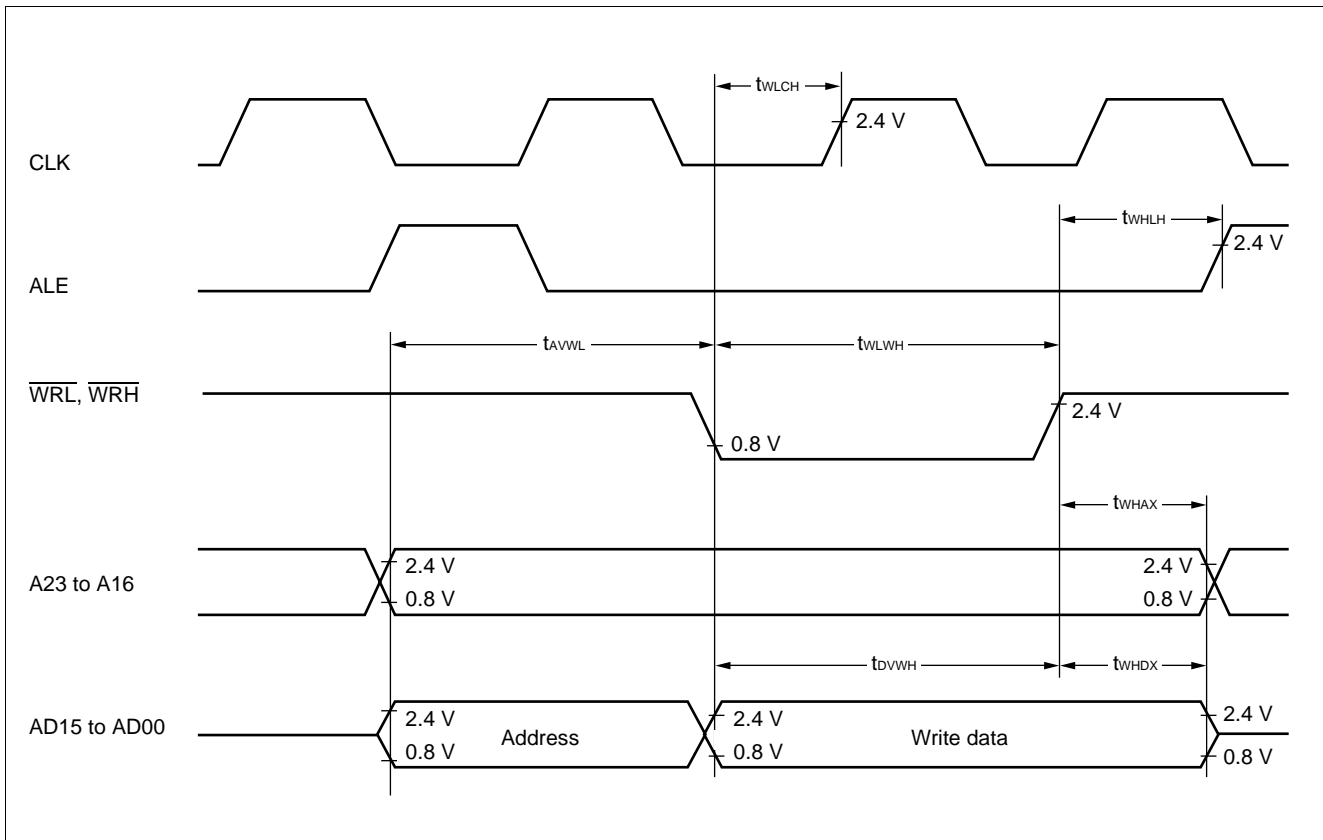 tWLCH
2.4 V
CLK
tWHLH
2.4 V
ALE
tAVWL
tWLWH
WRL, WRH
2.4 V
0.8 V
tWHAX
2.4 V
2.4 V
A23 to A16
0.8 V
0.8 V
tDVWH
tWHDX
2.4 V
2.4 V
2.4 V
AD15 to AD00
Address
Write data
0.8 V
0.8 V
0.8 V